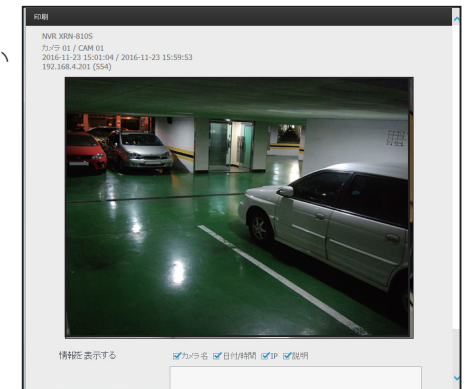 い
印刷
NVR XRN-810S
カメラ 01 / CAM 01
2016-11-23 15:01:04 / 2016-11-23 15:59:53
192.168.4.201 (554)
情報を表示する
カメラ名 日付/時間 IP 説明